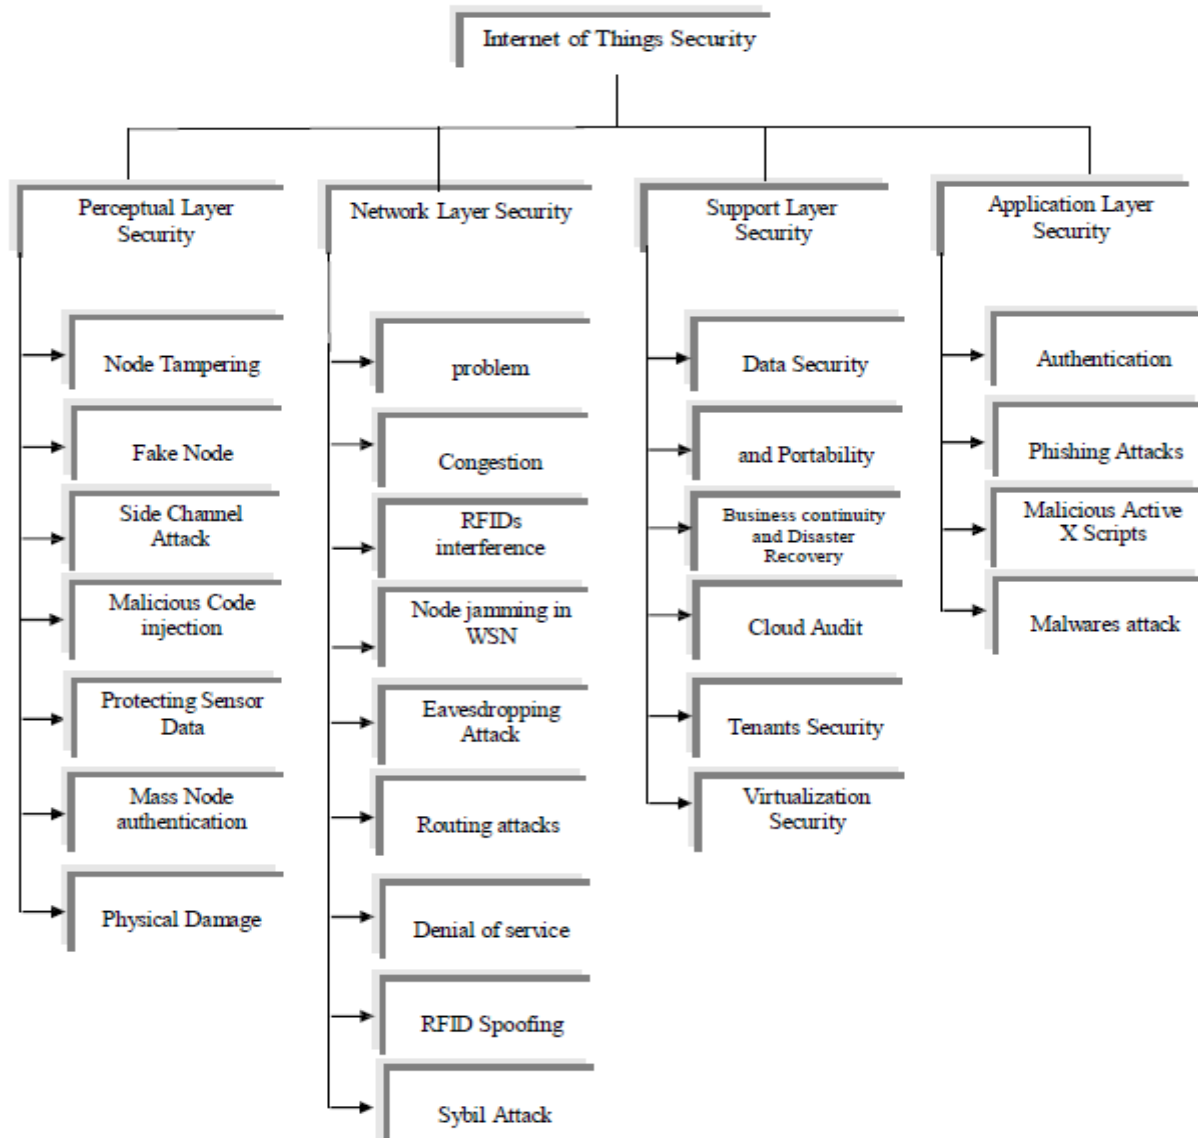 Internet of Things Security
Perceptual Layer
Security
Node Tampering
Fake Node
Side Channel
Attack
Malicious Code
injection
Protecting Sensor
Data
Mass Node
authentication
Physical Damage
Network Layer Security
problem
Congestion
RFIDs
interference
Node jamming in
WSN
Eavesdropping
Attack
Routing attacks
Denial of service
RFID Spoofing
Sybil Attack
Support Layer
Security
Data Security
and Portability
Business continuity
and Disaster
Recovery
Cloud Audit
Tenants Security
Virtualization
Security
Application Layer
Security
Authentication
Phishing Attacks
Malicious Active
X Scripts
Malwares attack